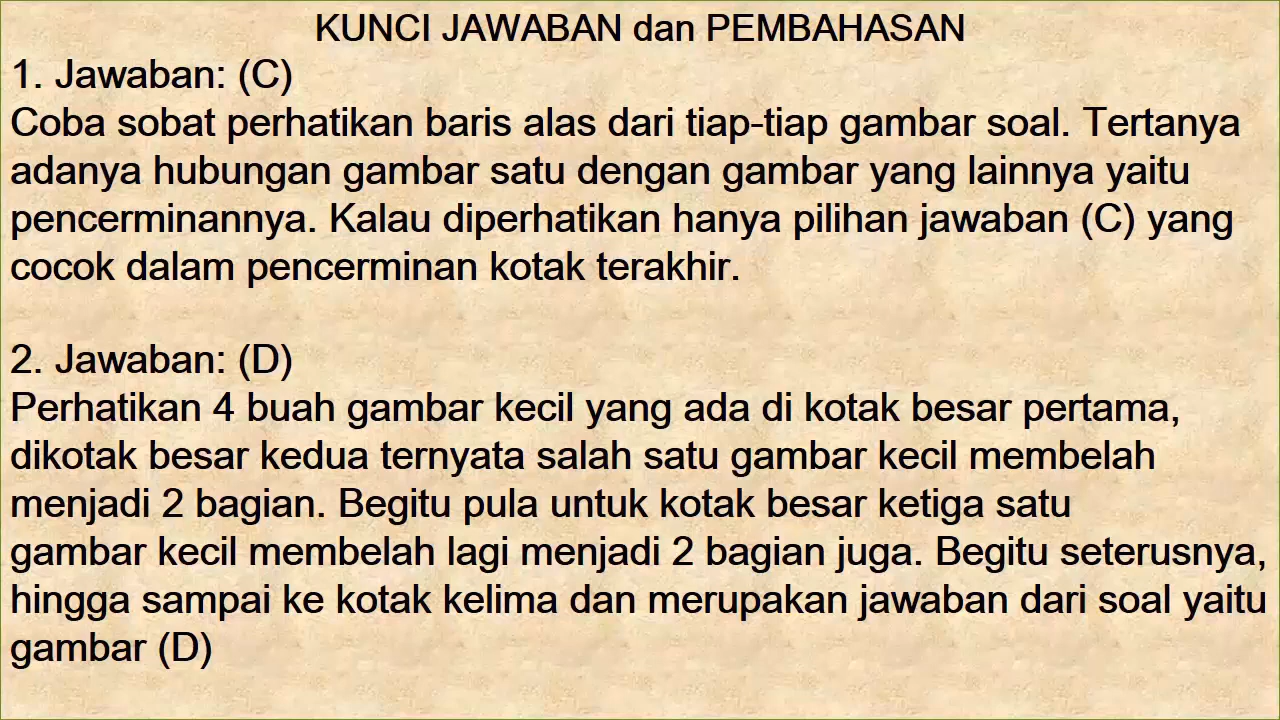 KUNCI JAWABAN dan PEMBAHASAN
1. Jawaban: (C)
Coba sobat perhatikan baris alas dari tiap-tiap gambar soal. Tertanya
adanya hubungan gambar satu dengan gambar yang lainnya yaitu
pencerminannya. Kalau diperhatikan hanya pilihan jawaban (C) yang
cocok dalam pencerminan kotak terakhir.
2. Jawaban: (D)
Perhatikan 4 buah gambar kecil yang ada di kotak besar pertama,
dikotak besar kedua ternyata salah satu gambar kecil membelah
menjadi 2 bagian. Begitu pula untuk kotak besar ketiga satu
gambar kecil membelah lagi menjadi 2 bagian juga. Begitu seterusnya,
hingga sampai ke kotak kelima dan merupakan jawaban dari soal yaitu
gambar (D)